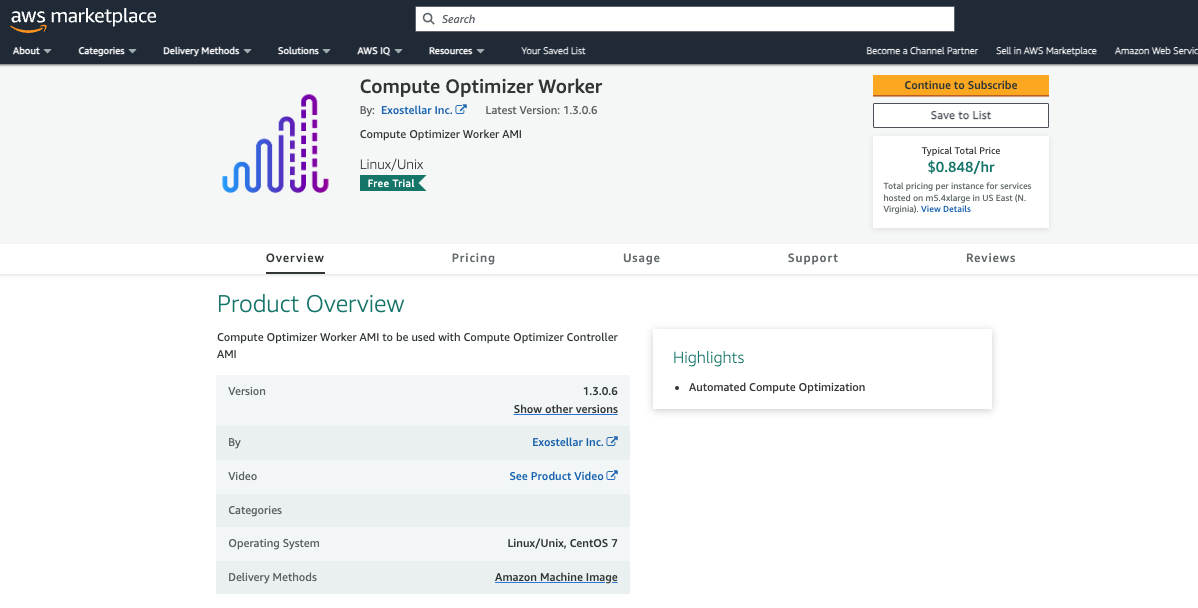 aws marketplace
Search
About Categories Delivery Methods Solutions AWS IQ Resources Your Saved List Become a Channel Partner Sell in AWS Marketplace Amazon Web Servic
Compute Optimizer Worker
By: Exostellar Inc. Latest Version: 1.3.0.6
Compute Optimizer Worker AMI
Linux/Unix
Free Trial
Continue to Subscribe
Save to List
Typical Total Price
$0.848/hr
Total pricing per instance for services
hosted on m5.4xlarge in US East (N.
Virginia). View Details
Overview Pricing Usage Support Reviews
Product Overview
Compute Optimizer Worker AMI to be used with Compute Optimizer Controller
AMI
Version 1.3.0.6
Show other versions
By Exostellar Inc.
Video See Product Video
Categories
Operating System Linux/Unix, CentOS 7
Delivery Methods Amazon Machine Image
Highlights
• Automated Compute Optimization